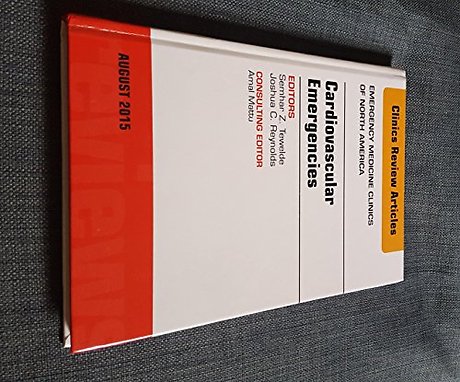 Clinics Review Articles
EMERGENCY MEDICINE CLINICS
OF NORTH AMERICA
Cardiovascular
Emergencies
EDITORS
Semhar Z. Tewelde
Joshua C. Reynolds
CONSULTING EDITOR
Amal Mattu
AUGUST 2015